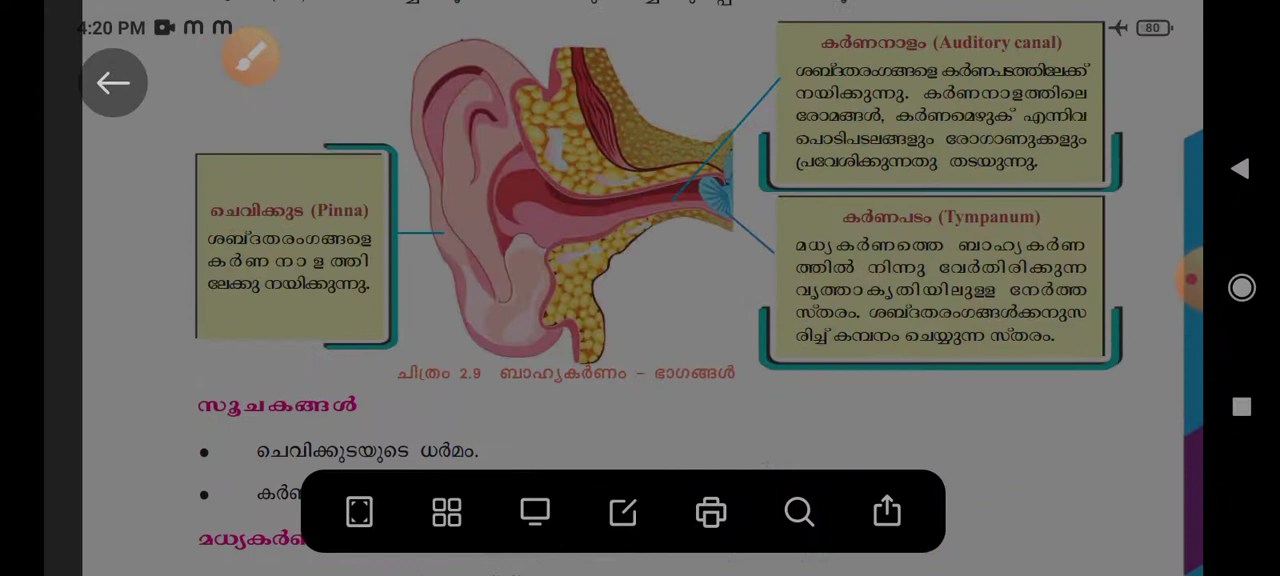 4:20 PM
80
കർണനാളം (Auditory canal)
ശബ്ദതരംഗങ്ങളെ കർണപടത്തിലേക്ക്
നയിക്കുന്നു. കർണനാളത്തിലെ
രോമങ്ങൾ, കർണമെഴുക് എന്നിവ
പൊടിപടലങ്ങളും രോഗാണുക്കളും
പ്രവേശിക്കുന്നതു തടയുന്നു.
ചെവിക്കുട (Pinna)
ശബ്ദതരംഗങ്ങളെ
കർണനാളത്തി
ലേക്കു നയിക്കുന്നു.
കർണപടം (Tympanum)
മധ്യകർണത്തെ ബാഹ്യകർണ
ത്തിൽ നിന്നു വേർതിരിക്കുന്ന
വൃത്താകൃതിയിലുള്ള നേർത്ത
സ്തരം. ശബ്ദതരംഗങ്ങൾക്കനുസ
രിച്ച് കമ്പനം ചെയ്യുന്ന സ്തരം.
ചിത്രം 2.9 ബാഹ്യകർണം - ഭാഗങ്ങൾ
സൂചകങ്ങൾ
• ചെവിക്കുടയുടെ ധർമം.